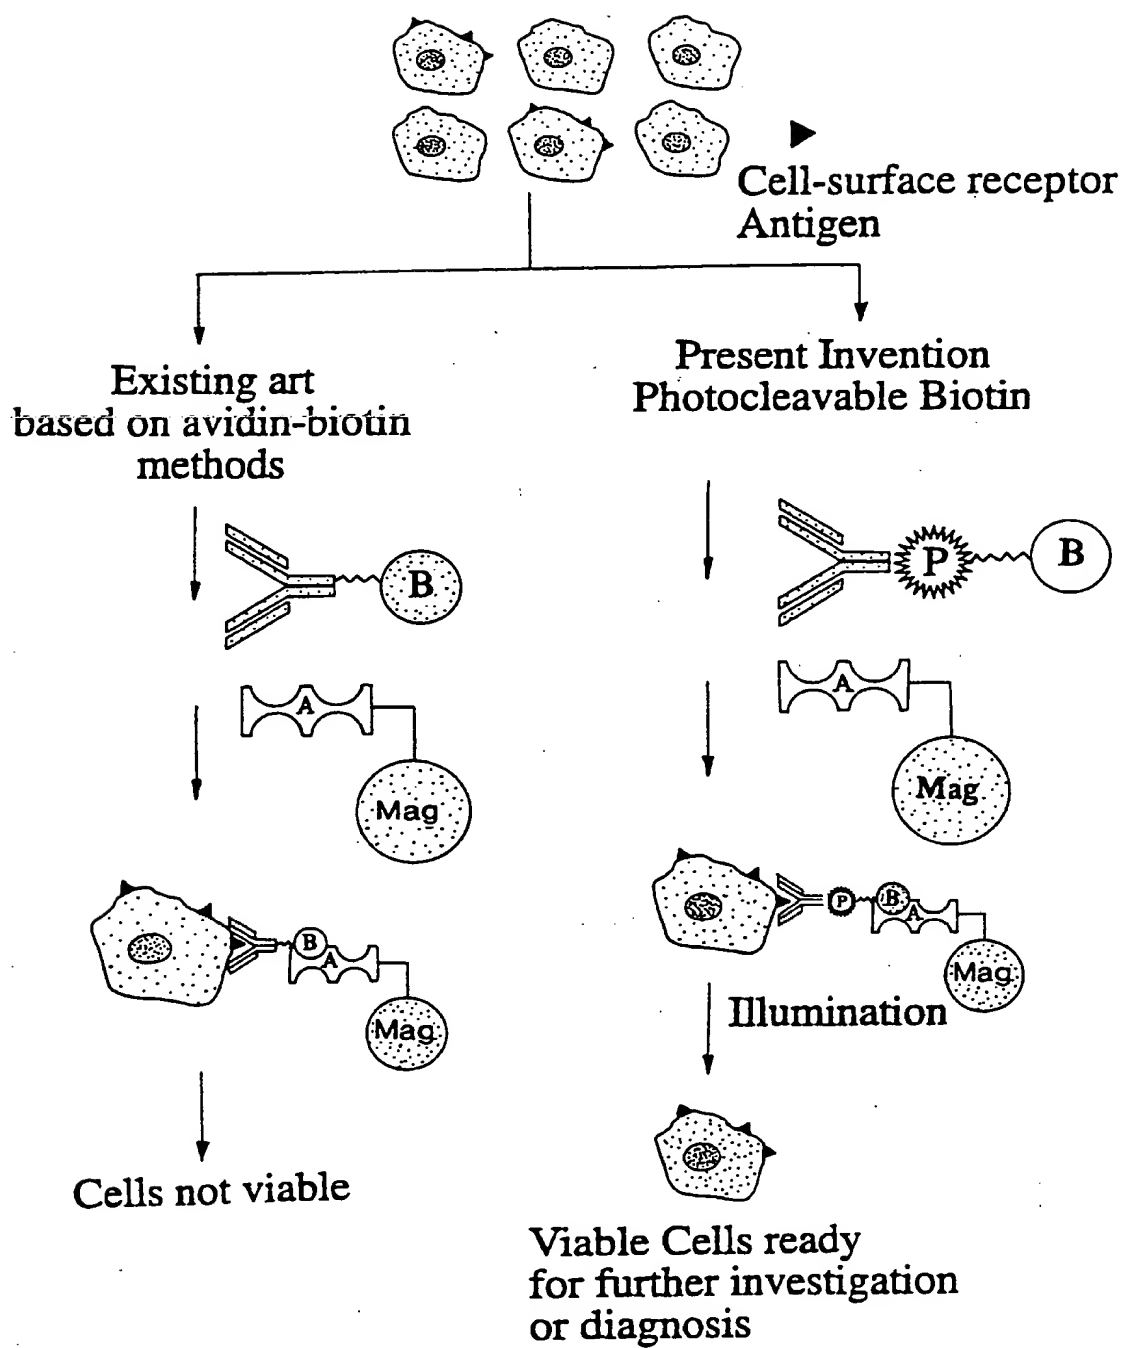 Cell-surface receptor
Antigen
Existing art
based on avidin-biotin
methods
Present Invention
Photocleavable Biotin
B
P
B
A
Mag
A
Mag
B
A
Mag
P
B
A
Mag
Illumination
Cells not viable
Viable Cells ready
for further investigation
or diagnosis